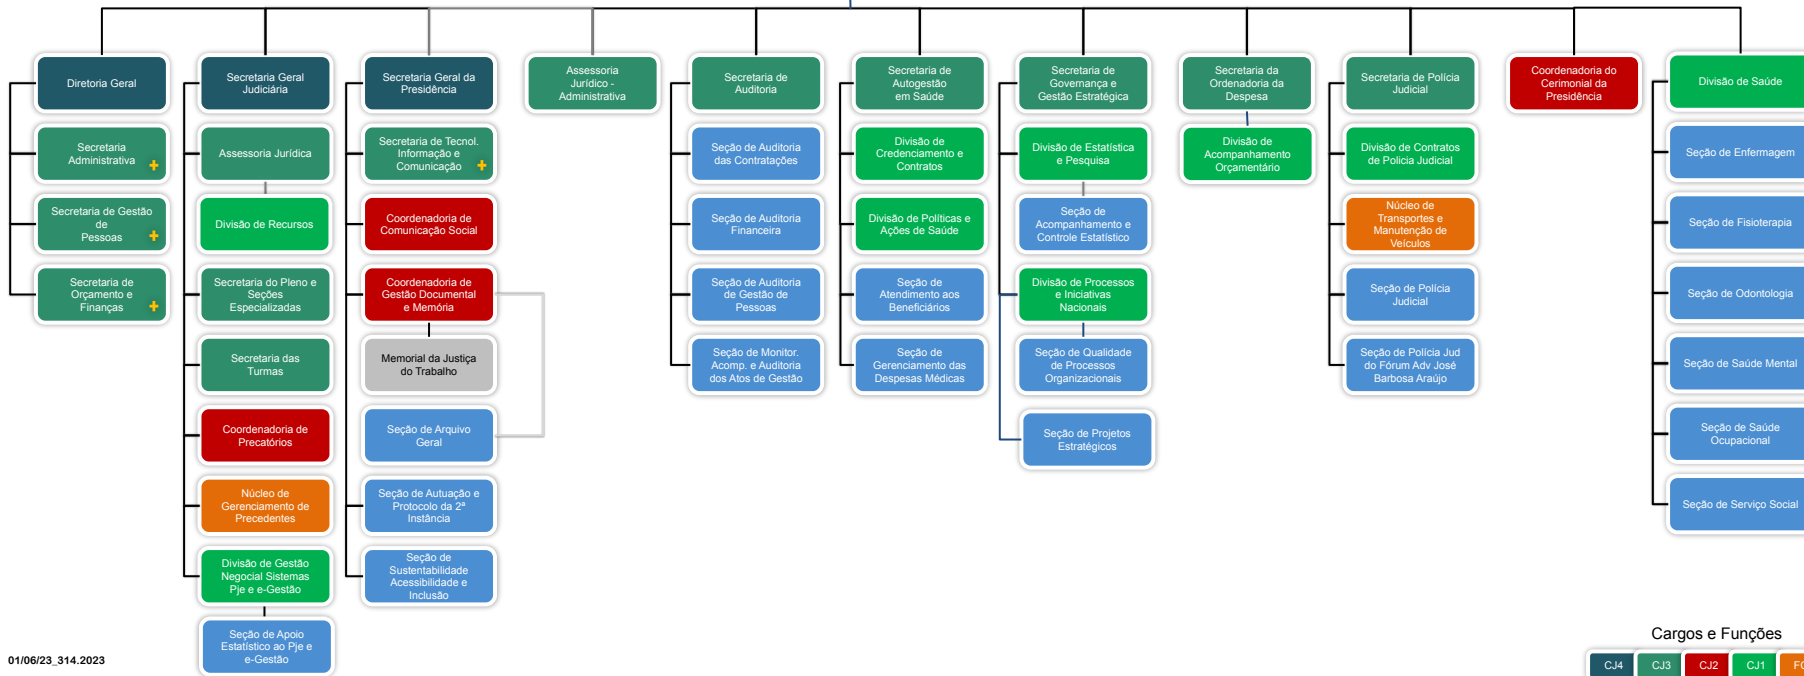 Diretoria Geral
Secretaria
Administrativa
Secretaria de Gestão
de
Pessoas
Secretaria de
Orçamento e
Finanças
Secretaria Geral
Judiciária
Assessoria Jurídica
Divisão de Recursos
Secretaria do Pleno e
Seções
Especializadas
Secretaria das
Turmas
Coordenadoria de
Precatórios
Núcleo de
Gerenciamento de
Precedentes
Divisão de Gestão
Negocial Sistemas
Pje e e-Gestão
Seção de Apoio
Estatístico ao Pje e
e-Gestão
Secretaria Geral da
Presidência
Secretaria de Tecnol.
Informação e
Comunicação
Coordenadoria de
Comunicação Social
Coordenadoria de
Gestão Documental
e Memória
Memorial da Justiça
do Trabalho
Seção de Arquivo
Geral
Seção de Autuação e
Protocolo da 2ª
Instância
Seção de
Sustentabilidade
Acessibilidade e
Inclusão
Assessoria
Jurídico -
Administrativa
Secretaria de
Auditoria
Seção de Auditoria
das Contratações
Seção de Auditoria
Financeira
Seção de Auditoria
de Gestão de
Pessoas
Seção de Monitor.
Acomp. e Auditoria
dos Atos de Gestão
Secretaria de
Autogestão
em Saúde
Divisão de
Credenciamento e
Contratos
Divisão de Políticas e
Ações de Saúde
Seção de
Atendimento aos
Beneficiários
Seção de
Gerenciamento das
Despesas Médicas
Secretaria de
Governança e
Gestão Estratégica
Divisão de Estatística
e Pesquisa
Seção de
Acompanhamento e
Controle Estatístico
Divisão de Processos
e Iniciativas
Nacionais
Seção de Qualidade
de Processos
Organizacionais
Seção de Projetos
Estratégicos
Secretaria da
Ordenadoria da
Despesa
Divisão de
Acompanhamento
Orçamentário
Secretaria de Polícia
Judicial
Divisão de Contratos
de Policia Judicial
Núcleo de
Transportes e
Manutenção de
Veículos
Seção de Polícia
Judicial
Seção de Polícia Jud
do Fórum Adv José
Barbosa Araújo
Coordenadoria do
Cerimonial da
Presidência
Divisão de Saúde
Seção de Enfermagem
Seção de Fisioterapia
Seção de Odontologia
Seção de Saúde Mental
Seção de Saúde
Ocupacional
Seção de Serviço Social
01/06/23_314.2023
Cargos e Funções
CJ4 CJ3 CJ2 CJ1